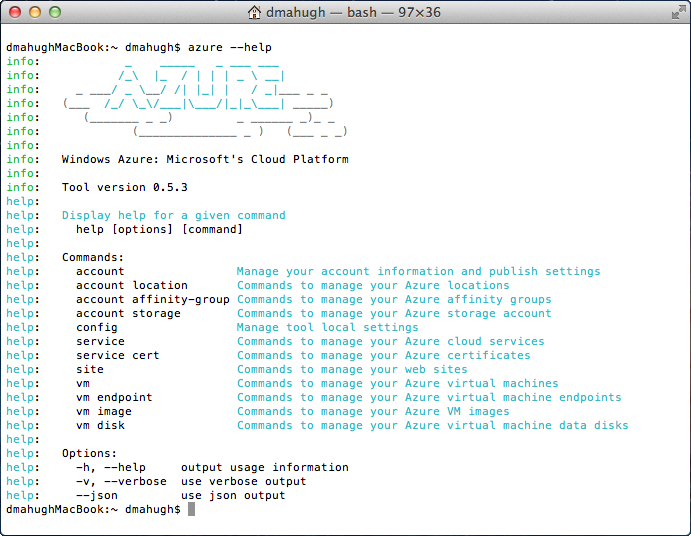 dmahugh — bash — 97×36
dmahughMacBook:~ dmahugh$ azure --help
info:            _    _____   _ ___ ___
info:           /_\  |_  / | | | _ \ __|
info:     _ ___/ _ \__/ /| |_| |   / _|___ _ _
info:   (___  /_/ \_\/___|\___/|_|_\___| _____)
info:      (_______ _ _)         _ ______ _)_ _
info:             (______________ _ )   (___ _ _)
info:
info:   Windows Azure: Microsoft's Cloud Platform
info:
info:   Tool version 0.5.3
help:
help:   Display help for a given command
help:     help [options] [command]
help:
help:   Commands:
help:     account                Manage your account information and publish settings
help:     account location       Commands to manage your Azure locations
help:     account affinity-group Commands to manage your Azure affinity groups
help:     account storage        Commands to manage your Azure storage account
help:     config                 Manage tool local settings
help:     service                Commands to manage your Azure cloud services
help:     service cert           Commands to manage your Azure certificates
help:     site                   Commands to manage your web sites
help:     vm                     Commands to manage your Azure virtual machines
help:     vm endpoint            Commands to manage your Azure virtual machine endpoints
help:     vm image               Commands to manage your Azure VM images
help:     vm disk                Commands to manage your Azure virtual machine data disks
help:
help:   Options:
help:     -h, --help     output usage information
help:     -v, --verbose  use verbose output
help:     --json         use json output
dmahughMacBook:~ dmahugh$